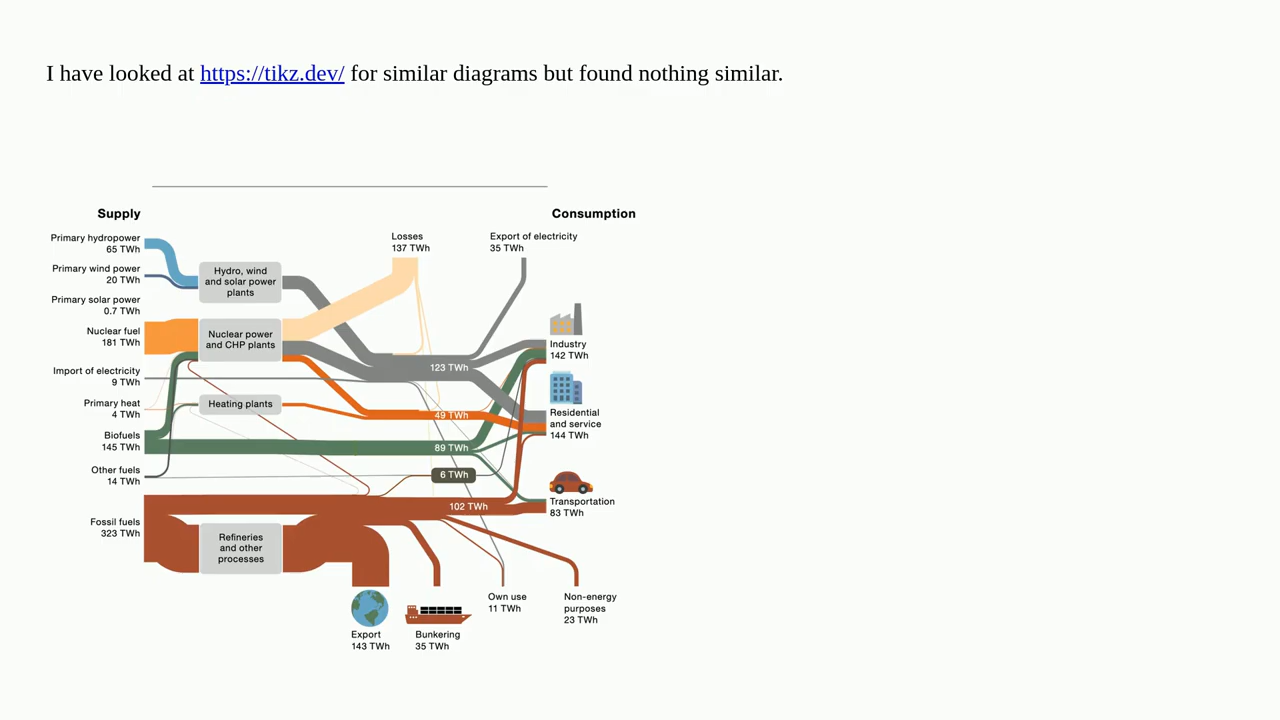 I have looked at https://tikz.dev/ for similar diagrams but found nothing similar.
Supply
Consumption
Primary hydropower
65 TWh
Primary wind power
20 TWh
Primary solar power
0.7 TWh
Nuclear fuel
181 TWh
Import of electricity
9 TWh
Primary heat
4 TWh
Biofuels
145 TWh
Other fuels
14 TWh
Fossil fuels
323 TWh
Hydro, wind
and solar power
plants
Nuclear power
and CHP plants
Heating plants
Refineries
and other
processes
Losses
137 TWh
Export of electricity
35 TWh
123 TWh
49 TWh
89 TWh
6 TWh
102 TWh
Industry
142 TWh
Residential
and service
144 TWh
Transportation
83 TWh
Export
143 TWh
Bunkering
35 TWh
Own use
11 TWh
Non-energy
purposes
23 TWh